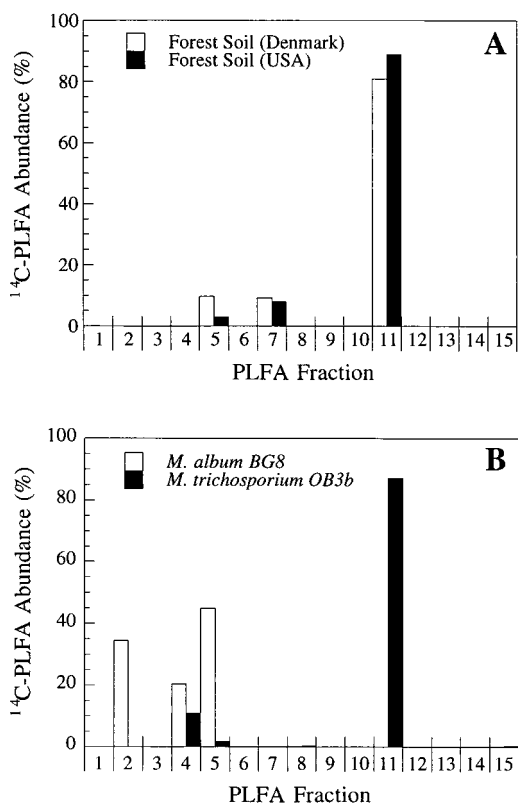 A
Forest Soil (Denmark)
Forest Soil (USA)
¹⁴C-PLFA Abundance (%)
100
80
60
40
20
0
1 2 3 4 5 6 7 8 9 10 11 12 13 14 15
PLFA Fraction
B
M. album BG8
M. trichosporium OB3b
¹⁴C-PLFA Abundance (%)
100
80
60
40
20
0
1 2 3 4 5 6 7 8 9 10 11 12 13 14 15
PLFA Fraction